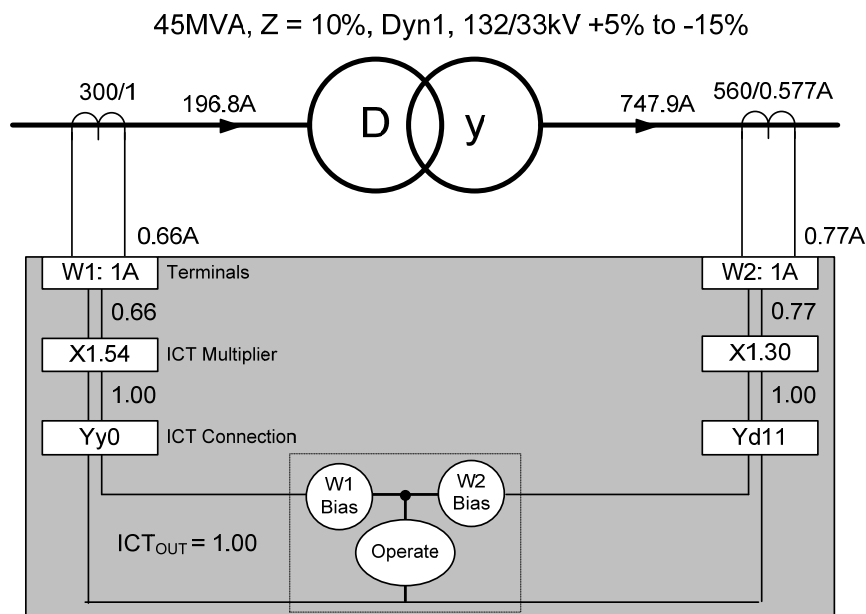 45MVA, Z = 10%, Dyn1, 132/33kV +5% to -15%
300/1
196.8A
D
y
747.9A
560/0.577A
0.66A
0.77A
W1: 1A
Terminals
W2: 1A
0.66
0.77
X1.54
ICT Multiplier
X1.30
1.00
1.00
Yy0
ICT Connection
Yd11
W1
Bias
W2
Bias
ICTOUT = 1.00
Operate